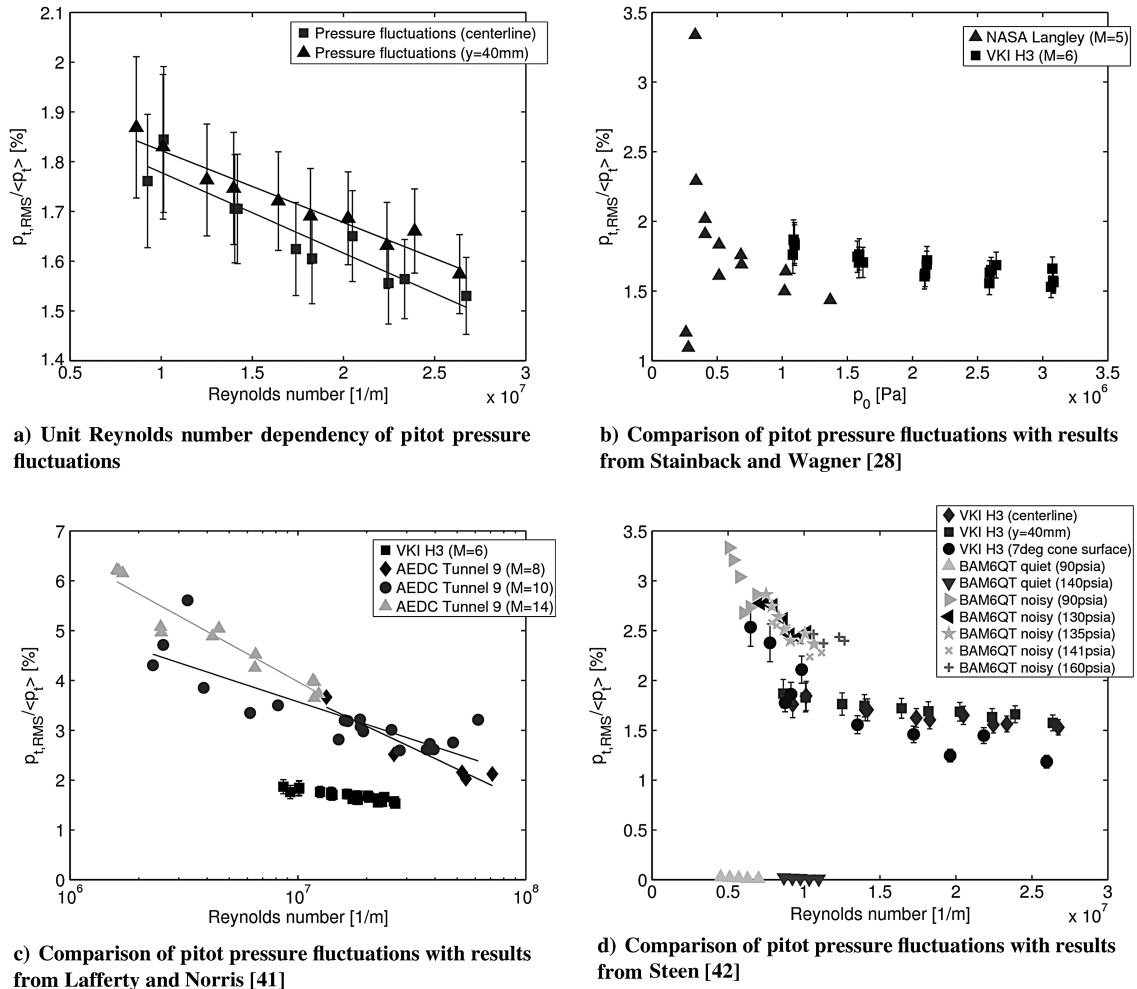 2.1
2
1.9
1.8
1.7
1.6
1.5
1.4
p_t,RMS/<p_t> [%]
Pressure fluctuations (centerline)
Pressure fluctuations (y=40mm)
0.5 1 1.5 2 2.5 3
Reynolds number [1/m]
x 10^7
a) Unit Reynolds number dependency of pitot pressure
fluctuations
3.5
3
2.5
2
1.5
1
p_t,RMS/<p_t> [%]
NASA Langley (M=5)
VKI H3 (M=6)
0 0.5 1 1.5 2 2.5 3 3.5
p_0 [Pa]
x 10^6
b) Comparison of pitot pressure fluctuations with results
from Stainback and Wagner [28]
7
6
5
4
3
2
1
0
p_t,RMS/<p_t> [%]
VKI H3 (M=6)
AEDC Tunnel 9 (M=8)
AEDC Tunnel 9 (M=10)
AEDC Tunnel 9 (M=14)
10^6 10^7 10^8
Reynolds number [1/m]
c) Comparison of pitot pressure fluctuations with results
from Lafferty and Norris [41]
3.5
3
2.5
2
1.5
1
0.5
0
p_t,RMS/<p_t> [%]
VKI H3 (centerline)
VKI H3 (y=40mm)
VKI H3 (7deg cone surface)
BAM6QT quiet (90psia)
BAM6QT quiet (140psia)
BAM6QT noisy (90psia)
BAM6QT noisy (130psia)
BAM6QT noisy (135psia)
BAM6QT noisy (141psia)
BAM6QT noisy (160psia)
0 0.5 1 1.5 2 2.5 3
Reynolds number [1/m]
x 10^7
d) Comparison of pitot pressure fluctuations with results
from Steen [42]